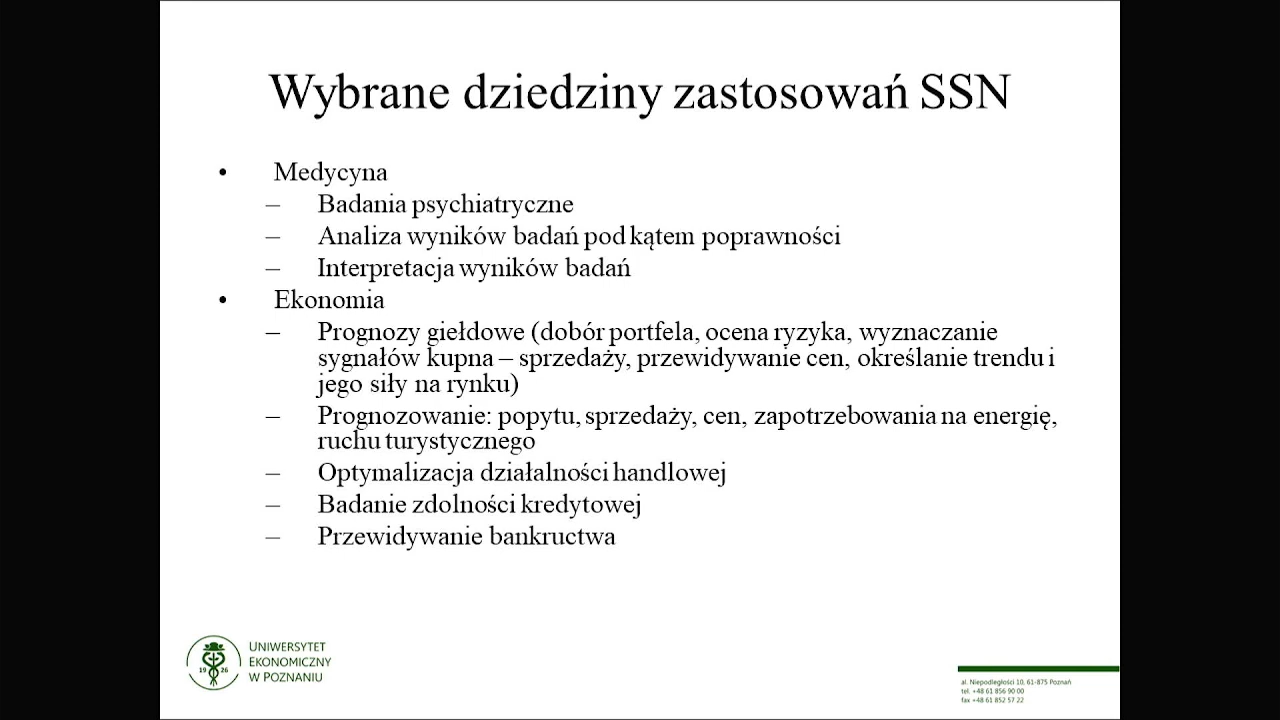 Wybrane dziedziny zastosowań SSN
• Medycyna
– Badania psychiatryczne
– Analiza wyników badań pod kątem poprawności
– Interpretacja wyników badań
• Ekonomia
– Prognozy giełdowe (dobór portfela, ocena ryzyka, wyznaczanie
sygnałów kupna – sprzedaży, przewidywanie cen, określanie trendu i
jego siły na rynku)
– Prognozowanie: popytu, sprzedaży, cen, zapotrzebowania na energię,
ruchu turystycznego
– Optymalizacja działalności handlowej
– Badanie zdolności kredytowej
– Przewidywanie bankructwa
19 26
UNIWERSYTET
EKONOMICZNY
W POZNANIU
al. Niepodległości 10, 61-875 Poznań
tel. +48 61 856 90 00
fax +48 61 852 57 22